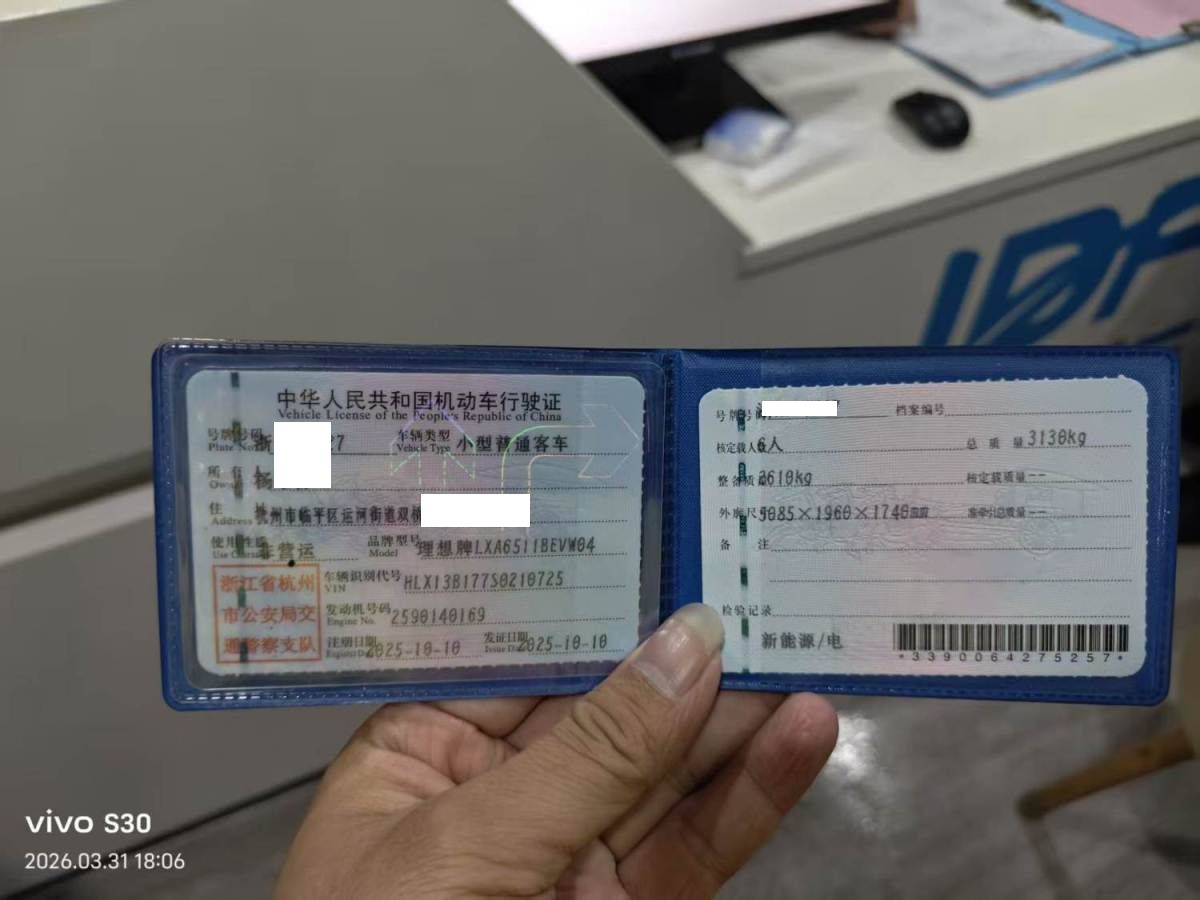 中华人民共和国机动车行驶证
Vehicle License of the People's Republic of China
号牌号码 浙 27 车辆类型 小型普通客车
Plate No. Vehicle Type
所有人 杨
Owner
住址 杭州市临平区运河街道双桥
Address
使用性质 非营运 品牌型号 理想牌LXA6511BEVW04
Use Model
浙江省杭州
市公安局交
通警察支队
车辆识别代号 HLX13B177S0210725
VIN
发动机号码 2590140169
Engine No.
注册日期 2025-10-10 发证日期 2025-10-10
Register Date Issue Date
号牌号码 档案编号
核定载人数 6人 总质量 3130kg
整备质量 2610kg 核定载质量 --
外廓尺寸 5085×1960×1740mm 准牵引总质量 --
备注
检验记录
新能源/电
*3390064275257*
vivo S30
2026.03.31 18:06